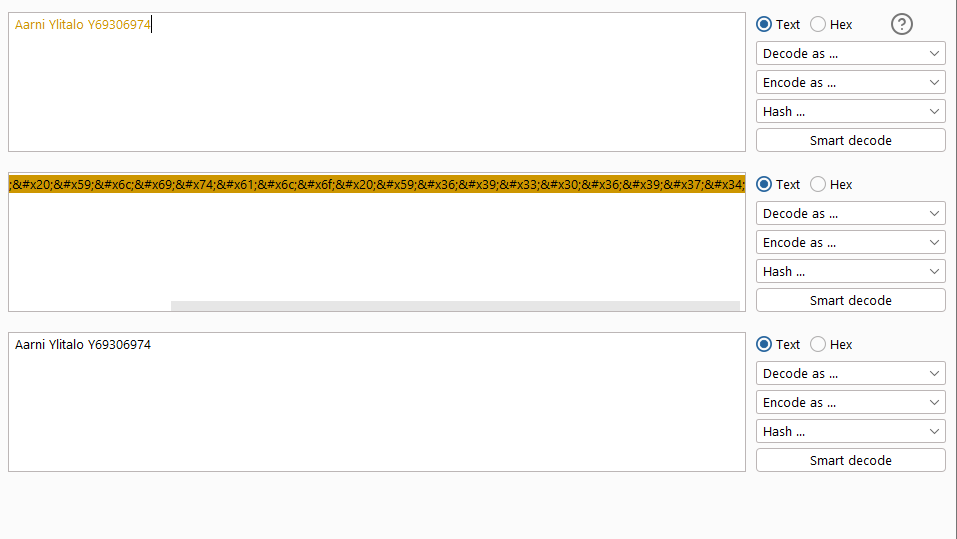 Aarni Ylitalo Y69306974
Text Hex ?
Decode as ...
Encode as ...
Hash ...
Smart decode
;&#x20;&#x59;&#x6c;&#x69;&#x74;&#x61;&#x6c;&#x6f;&#x20;&#x59;&#x36;&#x39;&#x33;&#x30;&#x36;&#x39;&#x37;&#x34;
Text Hex
Decode as ...
Encode as ...
Hash ...
Smart decode
Aarni Ylitalo Y69306974
Text Hex
Decode as ...
Encode as ...
Hash ...
Smart decode